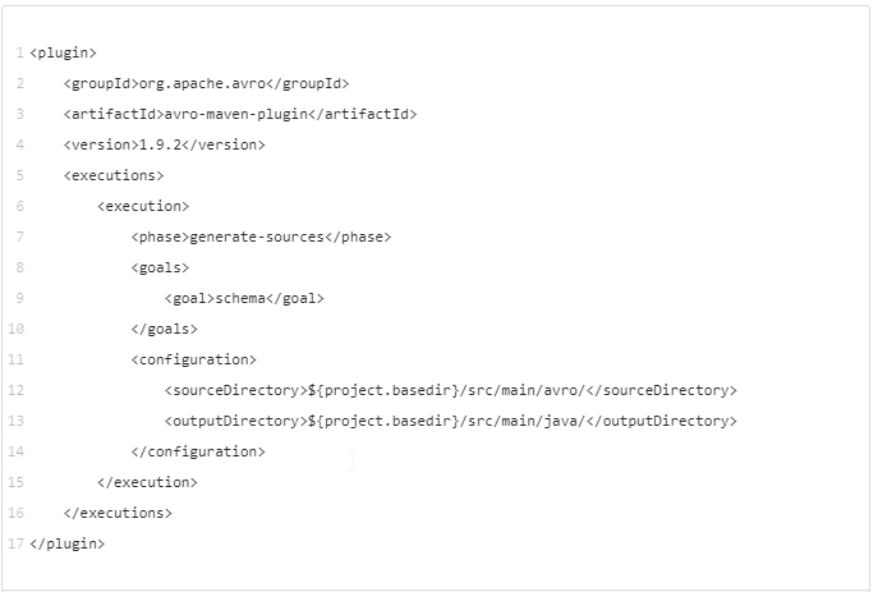 1 <plugin>
2     <groupId>org.apache.avro</groupId>
3     <artifactId>avro-maven-plugin</artifactId>
4     <version>1.9.2</version>
5     <executions>
6         <execution>
7             <phase>generate-sources</phase>
8             <goals>
9                 <goal>schema</goal>
10             </goals>
11             <configuration>
12                 <sourceDirectory>${project.basedir}/src/main/avro/</sourceDirectory>
13                 <outputDirectory>${project.basedir}/src/main/java/</outputDirectory>
14             </configuration>
15         </execution>
16     </executions>
17 </plugin>